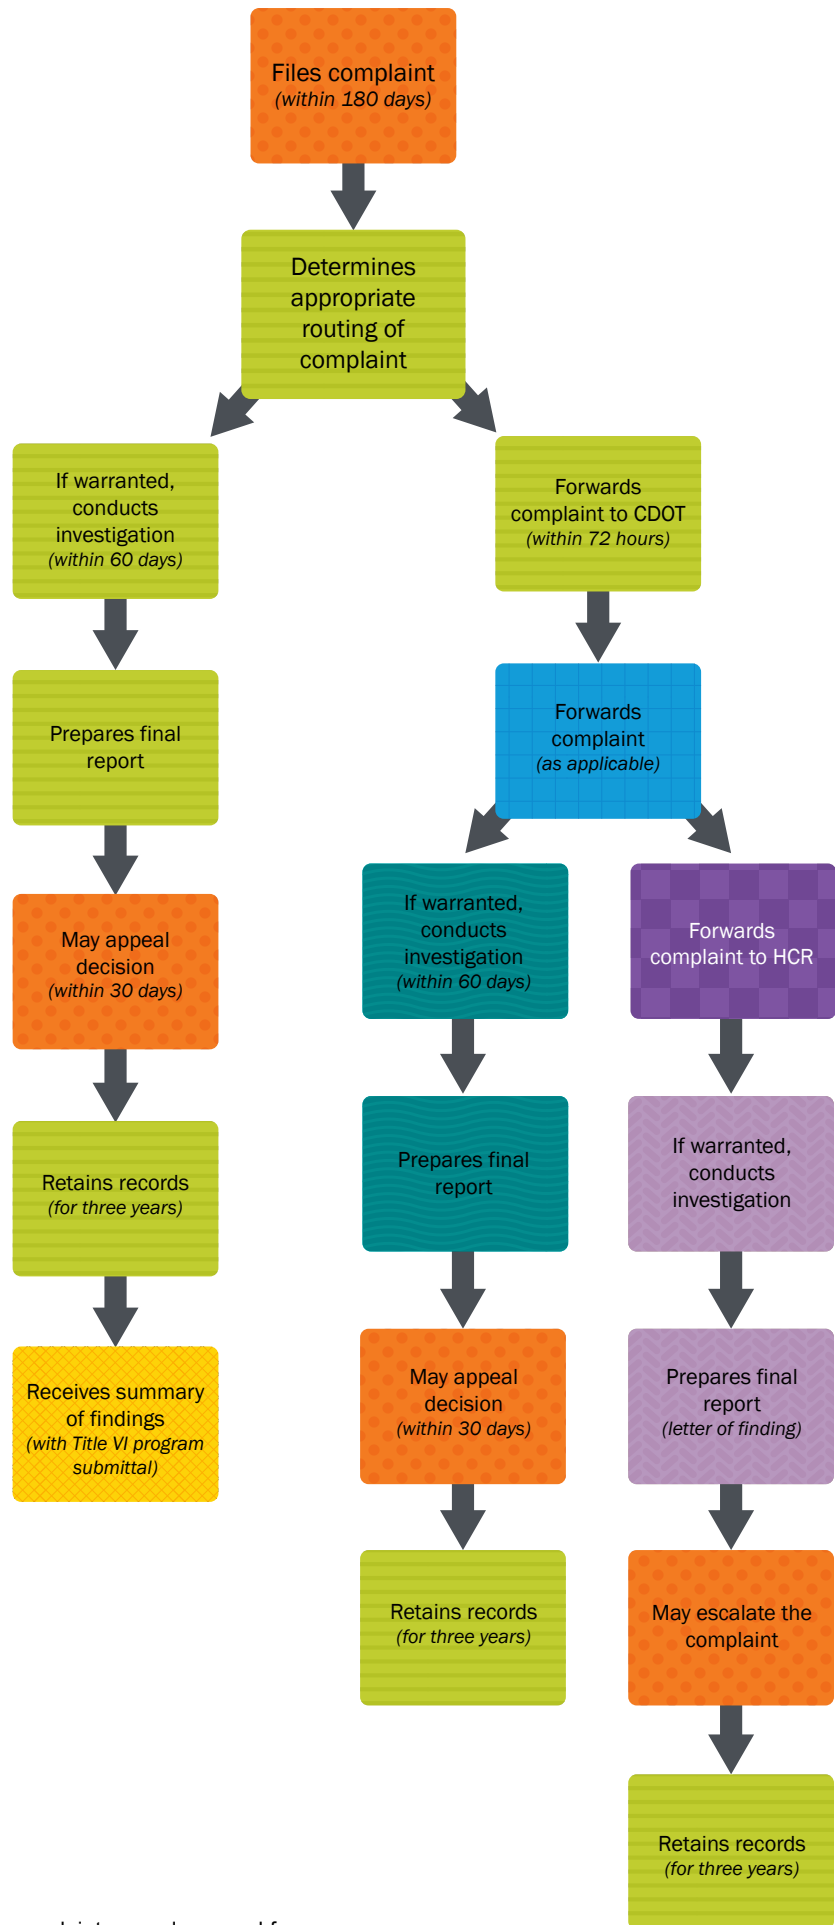 Files complaint
(within 180 days)
Determines
appropriate
routing of
complaint
If warranted,
conducts
investigation
(within 60 days)
Forwards
complaint to CDOT
(within 72 hours)
Prepares final
report
Forwards
complaint
(as applicable)
May appeal
decision
(within 30 days)
If warranted,
conducts
investigation
(within 60 days)
Forwards
complaint to HCR
Retains records
(for three years)
Prepares final
report
If warranted,
conducts
investigation
Receives summary
of findings
(with Title VI program
submittal)
May appeal
decision
(within 30 days)
Prepares final
report
(letter of finding)
Retains records
(for three years)
May escalate the
complaint
Retains records
(for three years)